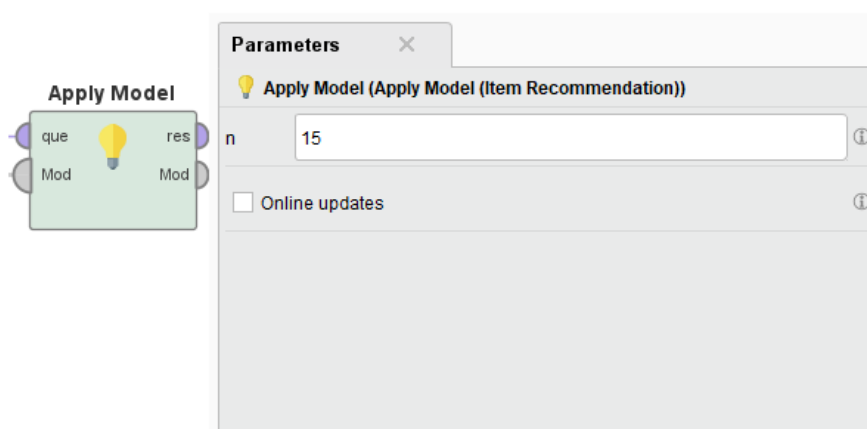 Parameters
Apply Model
Apply Model (Apply Model (Item Recommendation))
que res
n 15
Mod Mod
Online updates